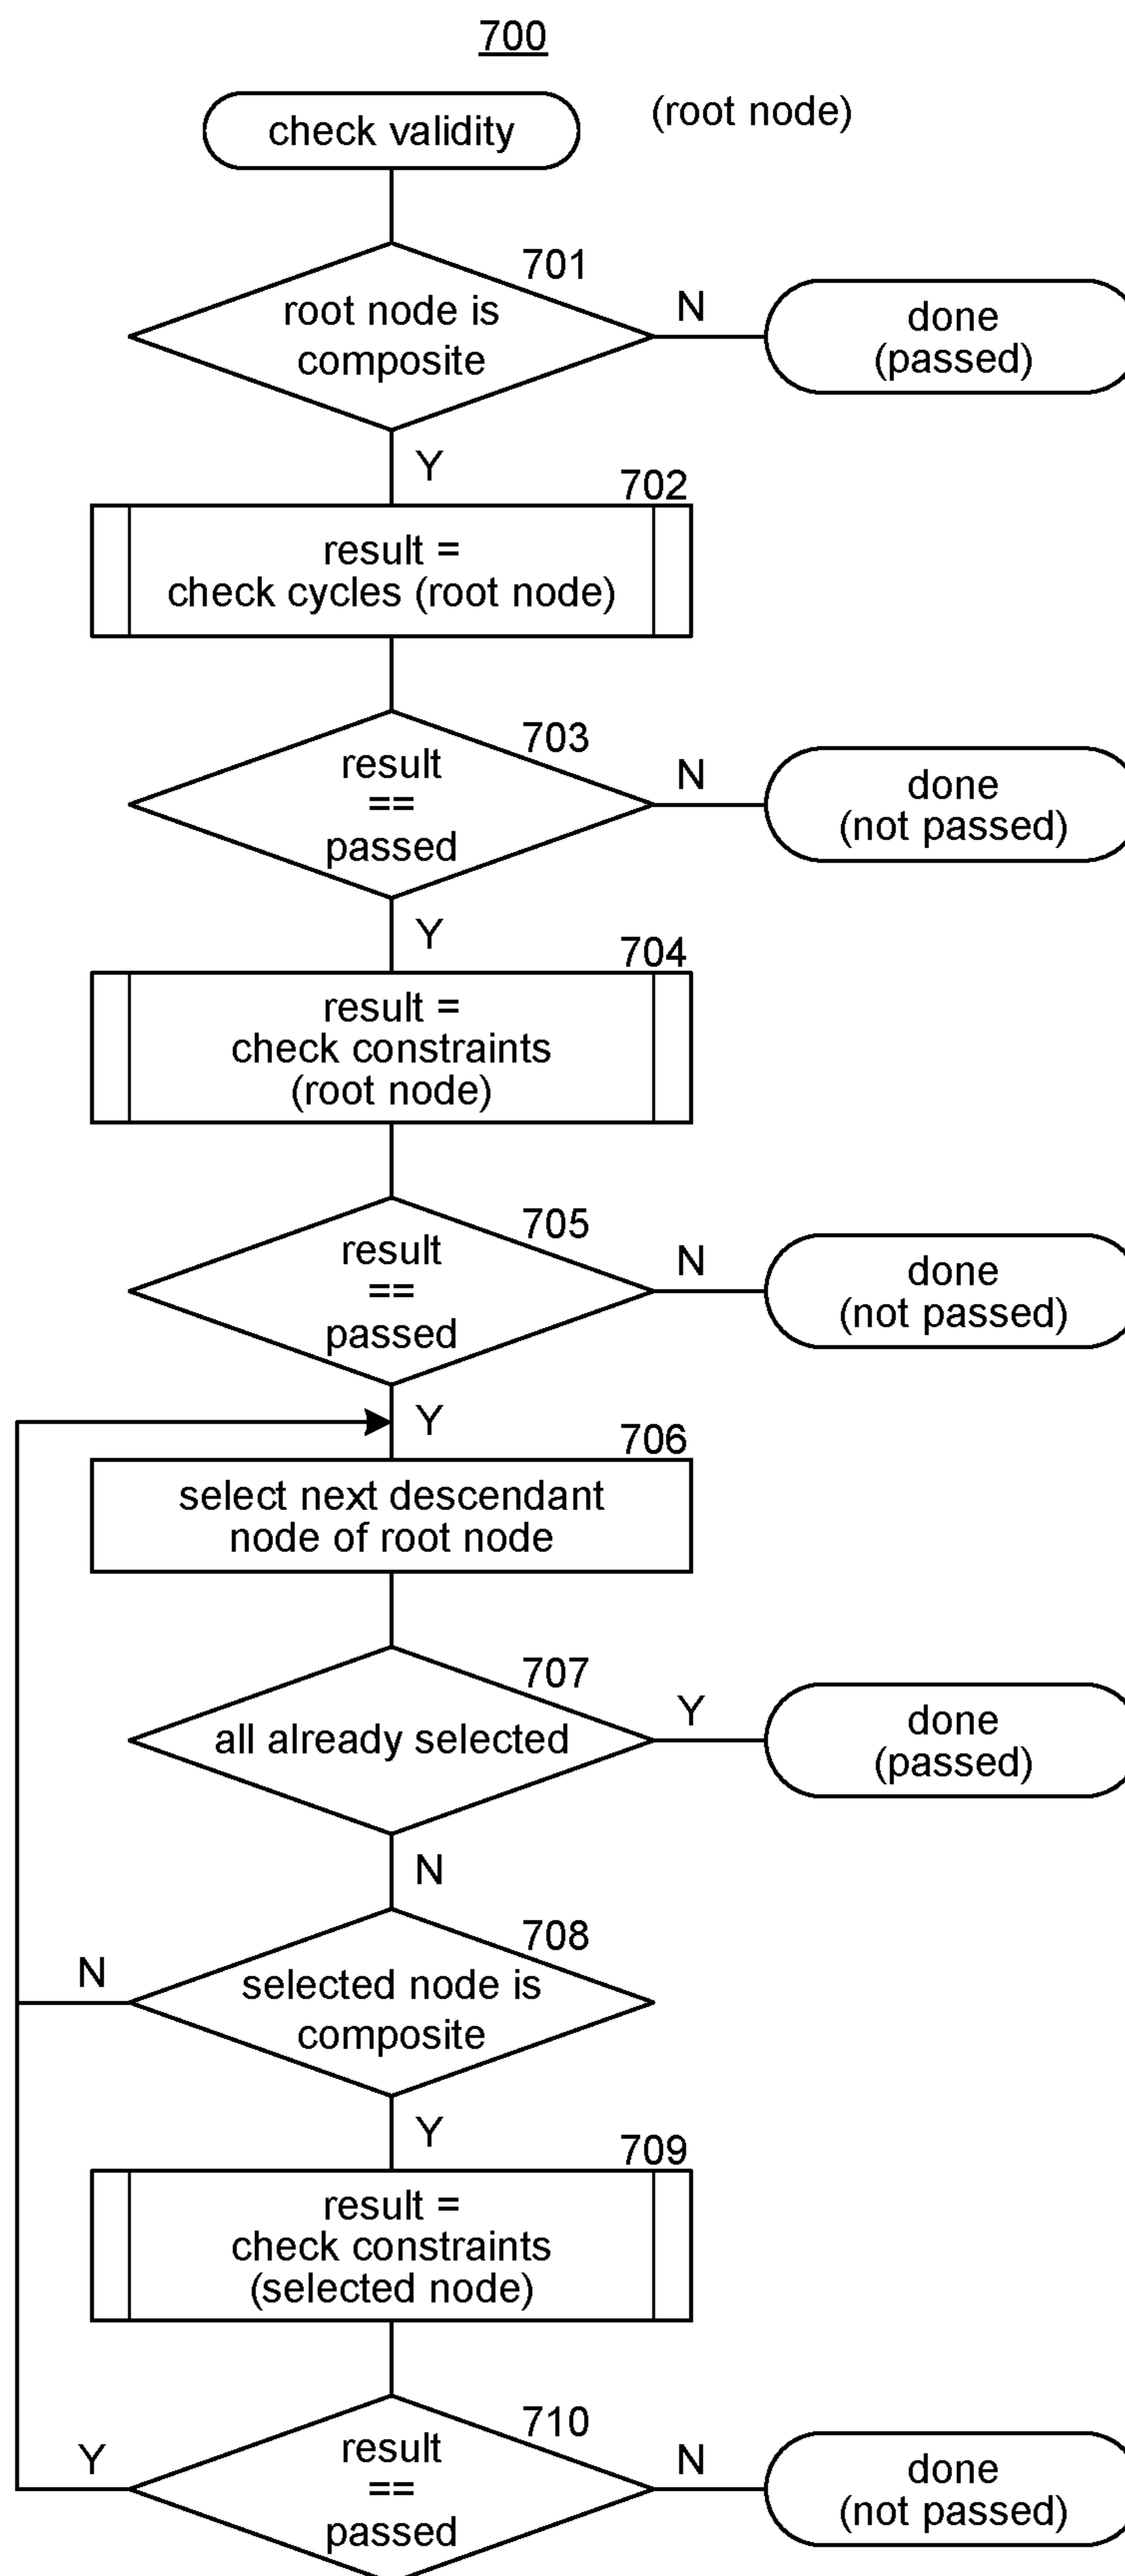 700
check validity
(root node)
701
root node is
composite
N
done
(passed)
Y
702
result =
check cycles (root node)
703
result
==
passed
N
done
(not passed)
Y
704
result =
check constraints
(root node)
705
result
==
passed
N
done
(not passed)
Y
706
select next descendant
node of root node
707
all already selected
Y
done
(passed)
N
708
selected node is
composite
N
Y
709
result =
check constraints
(selected node)
710
result
==
passed
Y
N
done
(not passed)